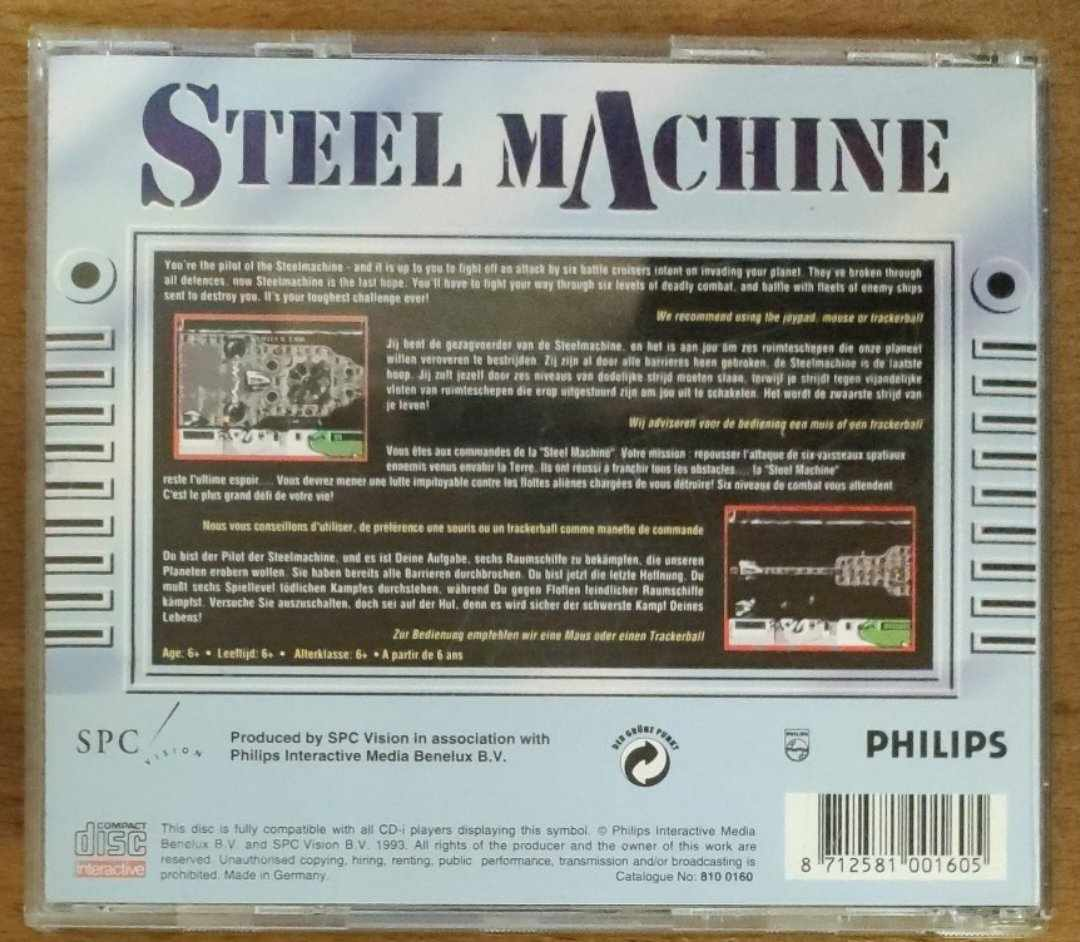 STEEL MACHINE
You're the pilot of the Steelmachine - and it is up to you to fight off an attack by six battle cruisers intent on invading your planet. They've broken through
all defences, now Steelmachine is the last hope. You'll have to fight your way through six levels of deadly combat, and battle with fleets of enemy ships
sent to destroy you. It's your toughest challenge ever!
We recommend using the joypad, mouse or trackerball
Jij bent de gezagvoerder van de Steelmachine, en het is aan jou om zes ruimteschepen die onze planeet
willen veroveren te bestrijden. Zij zijn al door alle barrieres heen gebroken, de Steelmachine is de laatste
hoop. Jij zult jezelf door zes niveaus van dodelijke strijd moeten slaan, terwijl je strijdt tegen vijandelijke
vloten van ruimteschepen die erop uitgestuurd zijn om jou uit te schakelen. Het wordt de zwaarste strijd van
je leven!
Wij adviseren voor de bediening een muis of een trackerball
Vous êtes aux commandes de la "Steel Machine". Votre mission : repousser l'attaque de six vaisseaux spatiaux
ennemis venus envahir la Terre. Ils ont réussi à franchir tous les obstacles.... la "Steel Machine"
reste l'ultime espoir.... Vous devrez mener une lutte impitoyable contre les flottes aliènes chargées de vous détruire! Six niveaux de combat vous attendent.
C'est le plus grand défi de votre vie!
Nous vous conseillons d'utiliser, de préférence une souris ou un trackerball comme manette de commande
Du bist der Pilot der Steelmachine, und es ist Deine Aufgabe, sechs Raumschiffe zu bekämpfen, die unseren
Planeten erobern wollen. Sie haben bereits alle Barrieren durchbrochen. Du bist jetzt die letzte Hoffnung. Du
mußt sechs Spiellevel tödlichen Kampfes durchstehen, während Du gegen Flotten feindlicher Raumschiffe
kämpfst. Versuche Sie auszuschalten, doch sei auf der Hut, denn es wird sicher der schwerste Kampf Deines
Lebens!
Zur Bedienung empfehlen wir eine Maus oder einen Trackerball
Age: 6+ • Leeftijd: 6+ • Alterklasse: 6+ • A partir de 6 ans
SPC VISION
Produced by SPC Vision in association with
Philips Interactive Media Benelux B.V.
DER GRÜNE PUNKT
PHILIPS
PHILIPS
COMPACT
disc
Interactive
This disc is fully compatible with all CD-i players displaying this symbol. © Philips Interactive Media
Benelux B.V. and SPC Vision B.V. 1993. All rights of the producer and the owner of this work are
reserved. Unauthorised copying, hiring, renting, public performance, transmission and/or broadcasting is
prohibited. Made in Germany.
Catalogue No: 810 0160
8 712581 001605